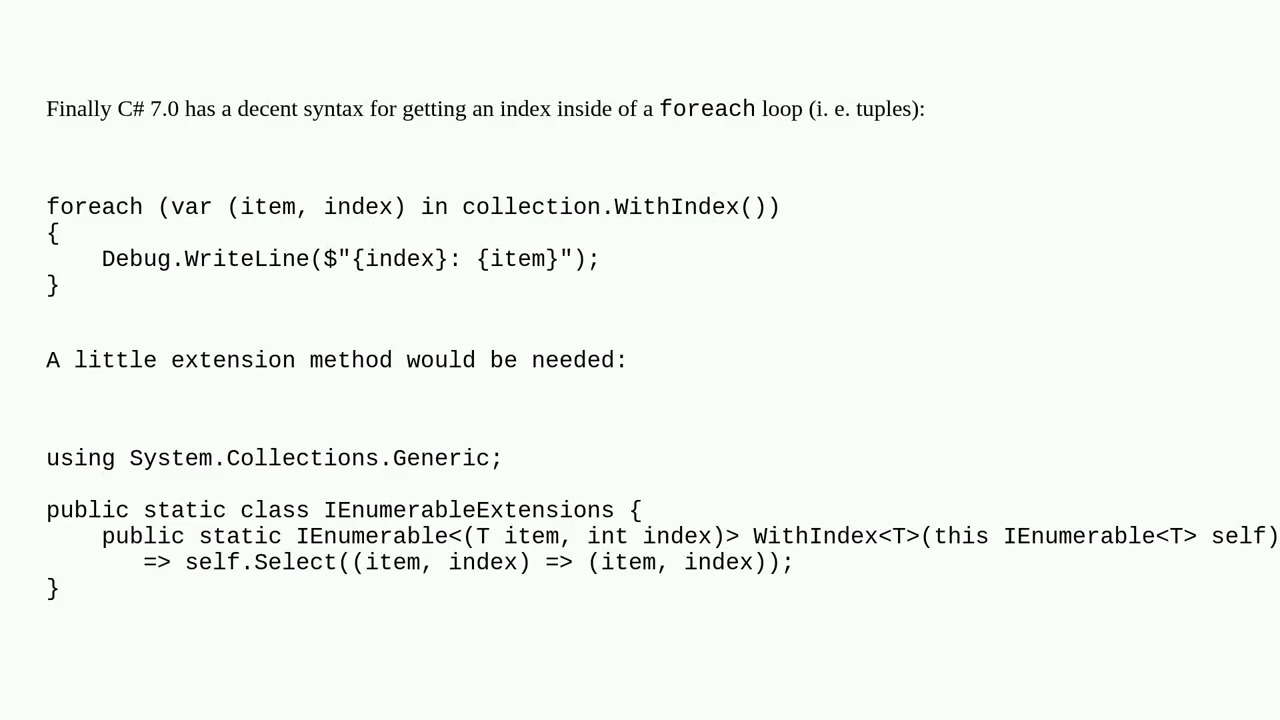 Finally C# 7.0 has a decent syntax for getting an index inside of a foreach loop (i. e. tuples):
foreach (var (item, index) in collection.WithIndex())
{
    Debug.WriteLine($"{index}: {item}");
}
A little extension method would be needed:
using System.Collections.Generic;
public static class IEnumerableExtensions {
    public static IEnumerable<(T item, int index)> WithIndex<T>(this IEnumerable<T> self)
       => self.Select((item, index) => (item, index));
}